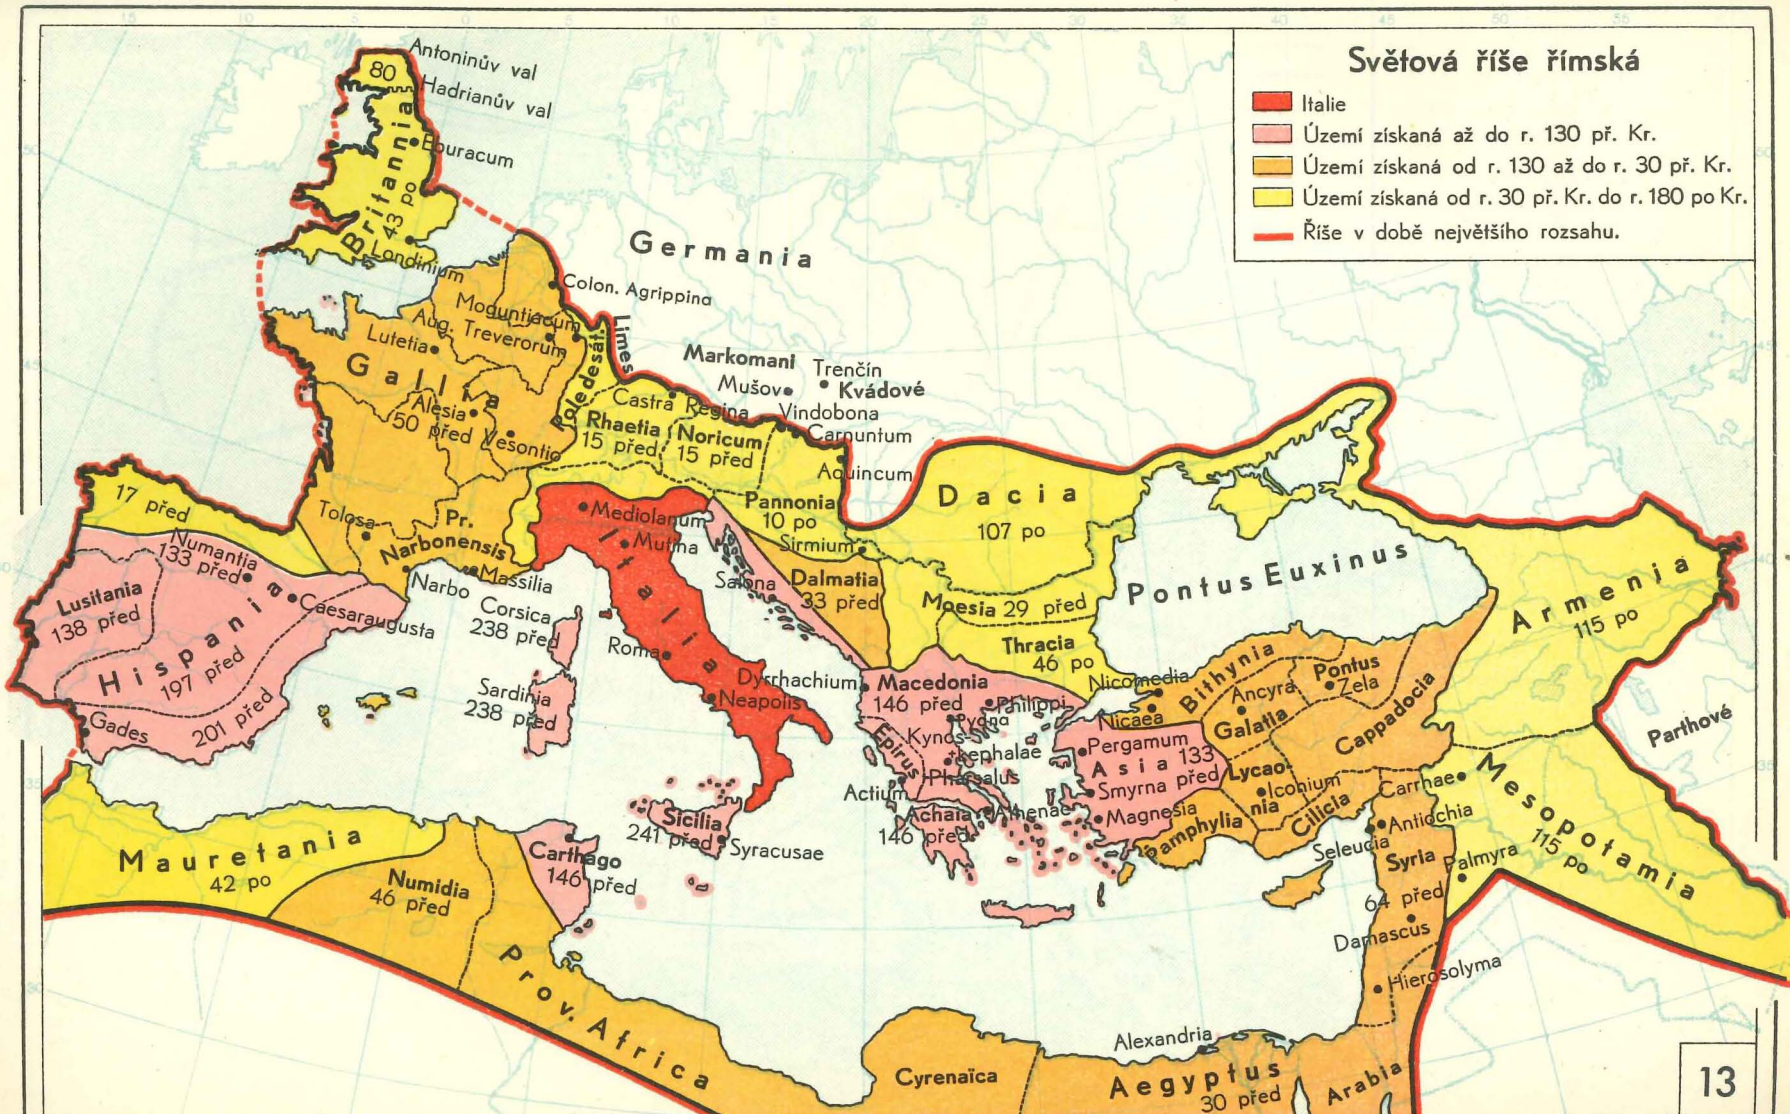 Světová říše římská
Italie
Území získaná až do r. 130 př. Kr.
Území získaná od r. 130 až do r. 30 př. Kr.
Území získaná od r. 30 př. Kr. do r. 180 po Kr.
Říše v době největšího rozsahu.
Antoninův val
80
Hadrianův val
Britannia
43 po
Eburacum
Londinium
Germania
Colon. Agrippina
Moguntiacum
Aug. Treverorum
Lutetia
Gallia
Alesia
50 před
Vesontio
Limes
Markomani
Trenčín
Mušov
Kvádové
Castra Regina
Vindobona
Carnuntum
Rhaetia
15 před
Noricum
15 před
Aquincum
Pannonia
10 po
Sirmium
Dacia
107 po
17 před
Tolosa
Pr.
Narbonensis
Narbo
Massilia
Mediolanum
Mutina
Italia
Numantia
133 před
Lusitania
138 před
Hispania
197 před
Caesaraugusta
201 před
Gades
Corsica
238 před
Sardinia
238 před
Roma
Neapolis
Salona
Dalmatia
33 před
Moesia 29 před
Thracia
46 po
Pontus Euxinus
Armenia
115 po
Dyrrhachium
Macedonia
146 před
Philippi
Pydna
Kynos-
kephalae
Epirus
Pharsalus
Actium
Achaia
146 před
Athenae
Nicomedia
Nicaea
Bithynia
Pontus
Zela
Ancyra
Galatia
Cappadocia
Pergamum
Asia 133
před
Smyrna
Magnesia
Lycao-
nia
Iconium
Pamphylia
Cilicia
Carrhae
Antiochia
Seleucia
Syria
64 před
Palmyra
Damascus
Hierosolyma
Mesopotamia
115 po
Parthové
Sicilia
241 před
Syracusae
Carthago
146 před
Mauretania
42 po
Numidia
46 před
Prov. Africa
Cyrenaïca
Alexandria
Aegyptus
30 před
Arabia
13